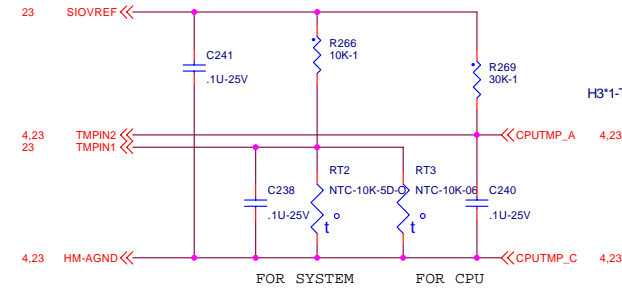 23 SIOVREF
C241
.1U-25V
R266
10K-1
R269
30K-1
H3*1-
4,23 TMPIN2
23 TMPIN1
CPUTMP_A 4,23
C238
.1U-25V
RT2
NTC-10K-5D-O
t °
RT3
NTC-10K-06
t °
C240
.1U-25V
4,23 HM-AGND
CPUTMP_C 4,23
FOR SYSTEM
FOR CPU